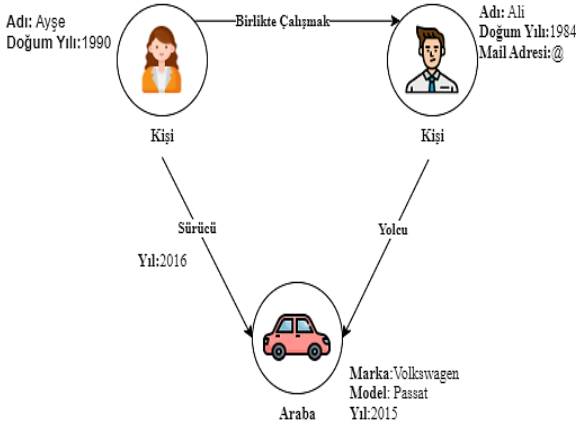 Adı: Ayşe
Doğum Yılı:1990
Birlikte Çalışmak
Adı: Ali
Doğum Yılı:1984
Mail Adresi:@
Kişi
Kişi
Sürücü
Yolcu
Yıl:2016
Marka:Volkswagen
Model: Passat
Yıl:2015
Araba